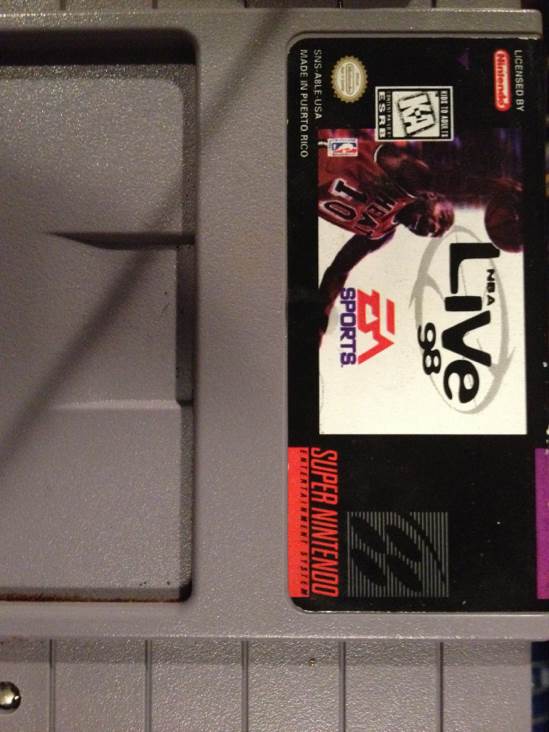 LICENSED BY
Nintendo
KIDS TO ADULTS
K-A
ESRB
SNS-A8LE-USA
MADE IN PUERTO RICO
HEAT
10
NBA
Live
98
EA
SPORTS
SUPER NINTENDO
ENTERTAINMENT SYSTEM